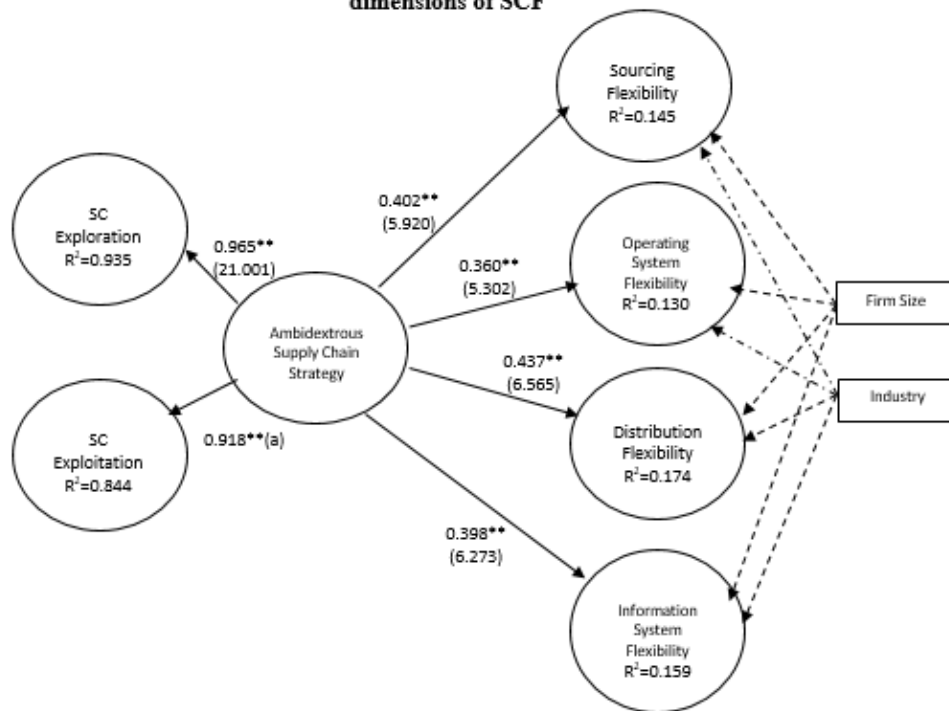 dimensions of SCF
Sourcing
Flexibility
R²=0.145
SC
Exploration
R²=0.935
0.965**
(21.001)
0.402**
(5.920)
Operating
System
Flexibility
R²=0.130
0.360**
(5.302)
Firm Size
Ambidextrous
Supply Chain
Strategy
0.437**
(6.565)
Industry
SC
Exploitation
R²=0.844
0.918**(a)
Distribution
Flexibility
R²=0.174
0.398**
(6.273)
Information
System
Flexibility
R²=0.159